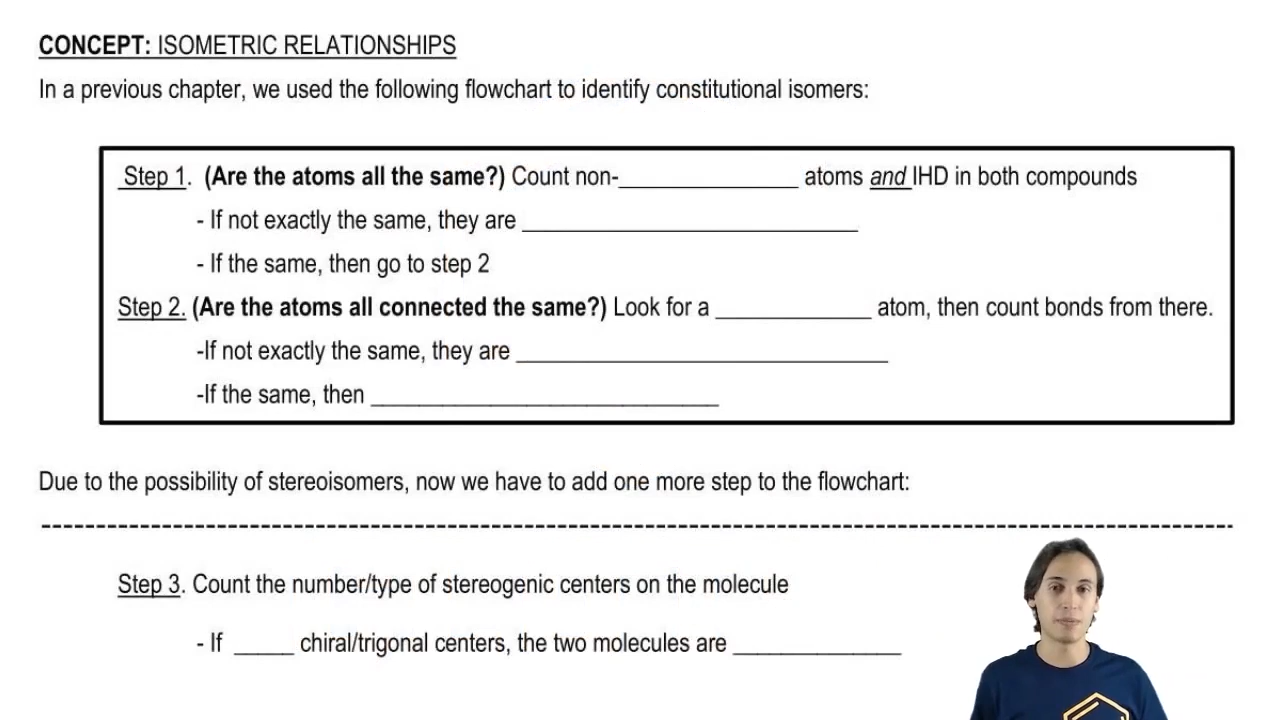 CONCEPT: ISOMETRIC RELATIONSHIPS
In a previous chapter, we used the following flowchart to identify constitutional isomers:
Step 1. (Are the atoms all the same?) Count non-_______________ atoms and IHD in both compounds
- If not exactly the same, they are ____________________________
- If the same, then go to step 2
Step 2. (Are the atoms all connected the same?) Look for a _____________ atom, then count bonds from there.
-If not exactly the same, they are _______________________________
-If the same, then _____________________________
Due to the possibility of stereoisomers, now we have to add one more step to the flowchart:
Step 3. Count the number/type of stereogenic centers on the molecule
- If _____ chiral/trigonal centers, the two molecules are ______________